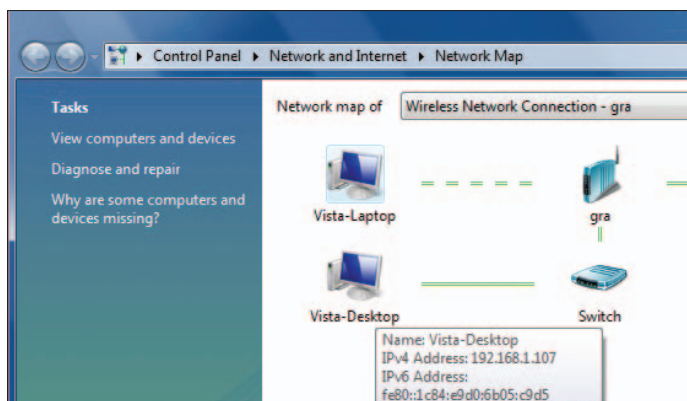 Control Panel Network and Internet Network Map
Tasks
View computers and devices
Diagnose and repair
Why are some computers and
devices missing?
Network map of Wireless Network Connection - gra
Vista-Laptop gra
Vista-Desktop Switch
Name: Vista-Desktop
IPv4 Address: 192.168.1.107
IPv6 Address:
fe80::1c84:e9d0:6b05:c9d5